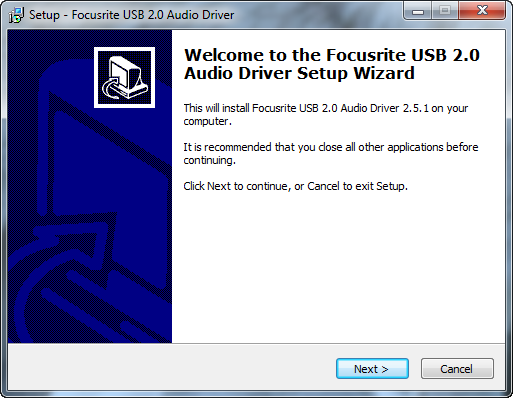 Setup - Focusrite USB 2.0 Audio Driver
Welcome to the Focusrite USB 2.0
Audio Driver Setup Wizard
This will install Focusrite USB 2.0 Audio Driver 2.5.1 on your
computer.
It is recommended that you close all other applications before
continuing.
Click Next to continue, or Cancel to exit Setup.
Next >
Cancel